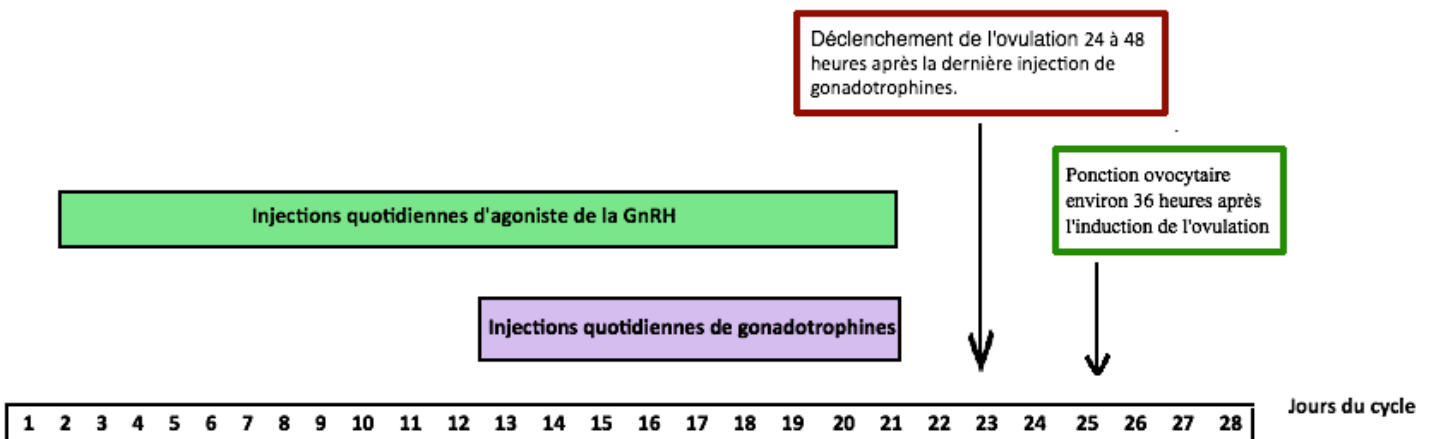 Déclenchement de l'ovulation 24 à 48
heures après la dernière injection de
gonadotrophines.
Ponction ovocytaire
environ 36 heures après
l'induction de l'ovulation
Injections quotidiennes d'agoniste de la GnRH
Injections quotidiennes de gonadotrophines
Jours du cycle
1 2 3 4 5 6 7 8 9 10 11 12 13 14 15 16 17 18 19 20 21 22 23 24 25 26 27 28